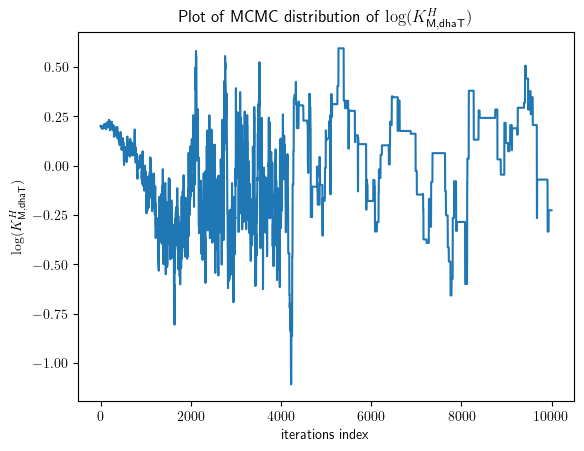 Plot of MCMC distribution of log(K^H_M,dhaT)
0.50
0.25
0.00
−0.25
−0.50
−0.75
−1.00
log(K^H_M,dhaT)
0 2000 4000 6000 8000 10000
iterations index